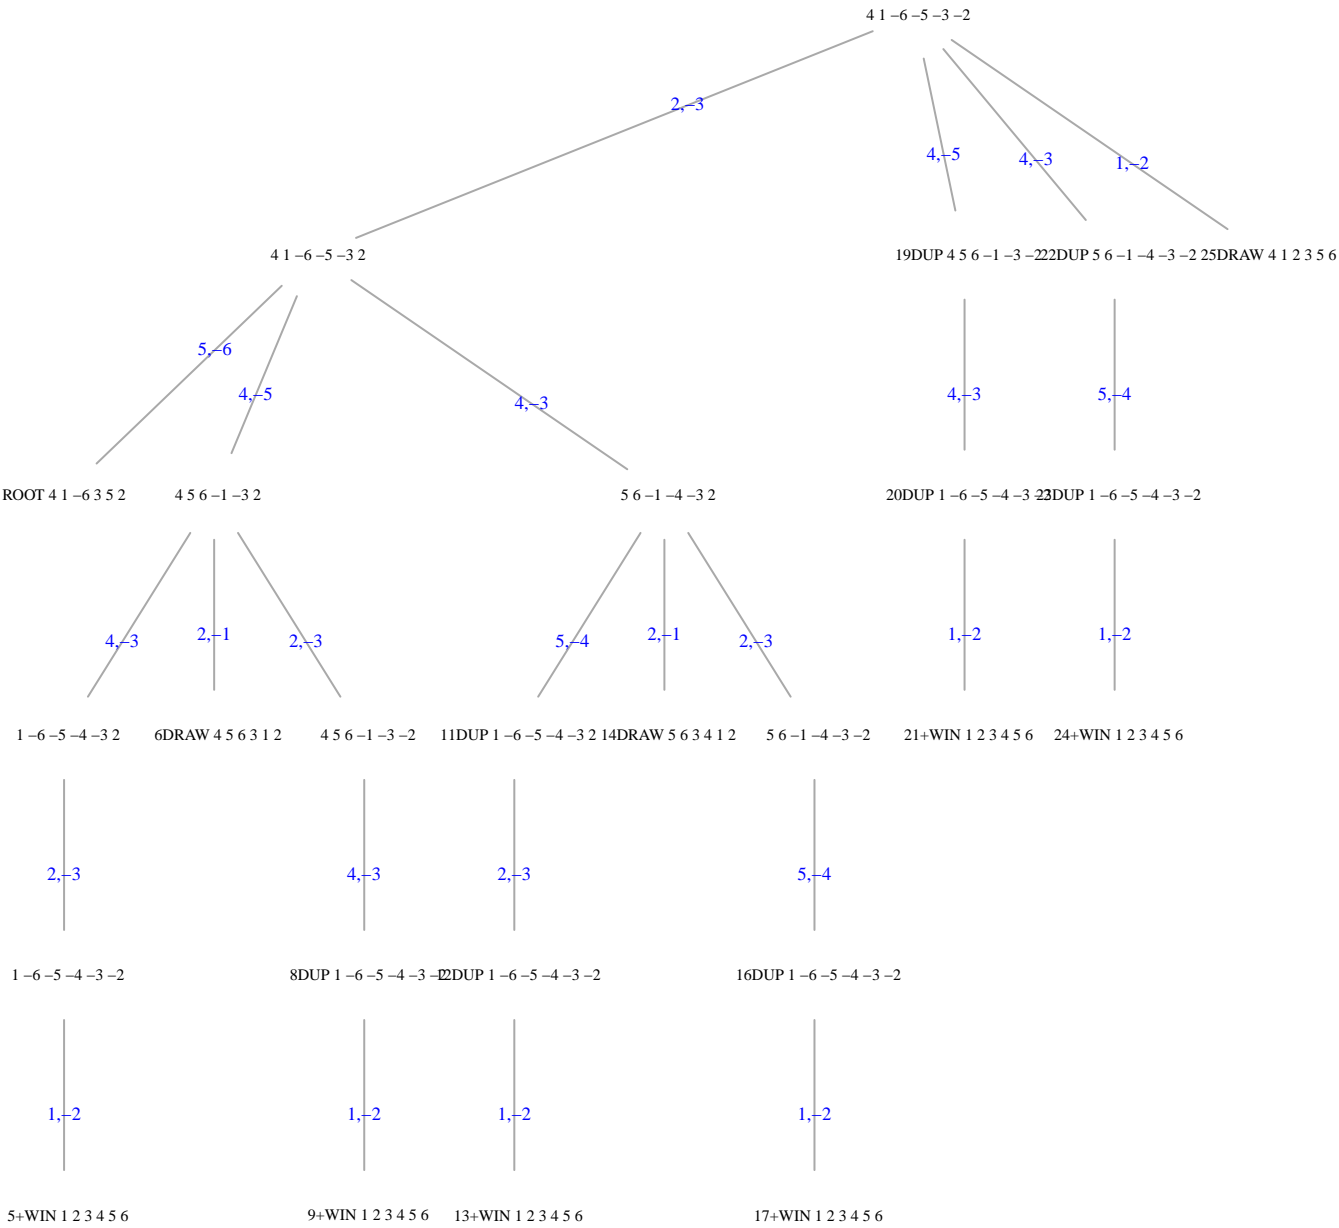 4 1 –6 –5 –3 –2
2,–3
4,–5
4,–3
1,–2
4 1 –6 –5 –3 2
19DUP 4 5 6 –1 –3 –2
22DUP 5 6 –1 –4 –3 –2
25DRAW 4 1 2 3 5 6
5,–6
4,–5
4,–3
4,–3
5,–4
ROOT 4 1 –6 3 5 2
4 5 6 –1 –3 2
5 6 –1 –4 –3 2
20DUP 1 –6 –5 –4 –3 –2
23DUP 1 –6 –5 –4 –3 –2
4,–3
2,–1
2,–3
5,–4
2,–1
2,–3
1,–2
1,–2
1 –6 –5 –4 –3 2
6DRAW 4 5 6 3 1 2
4 5 6 –1 –3 –2
11DUP 1 –6 –5 –4 –3 2
14DRAW 5 6 3 4 1 2
5 6 –1 –4 –3 –2
21+WIN 1 2 3 4 5 6
24+WIN 1 2 3 4 5 6
2,–3
4,–3
2,–3
5,–4
1 –6 –5 –4 –3 –2
8DUP 1 –6 –5 –4 –3 –2
12DUP 1 –6 –5 –4 –3 –2
16DUP 1 –6 –5 –4 –3 –2
1,–2
1,–2
1,–2
1,–2
5+WIN 1 2 3 4 5 6
9+WIN 1 2 3 4 5 6
13+WIN 1 2 3 4 5 6
17+WIN 1 2 3 4 5 6